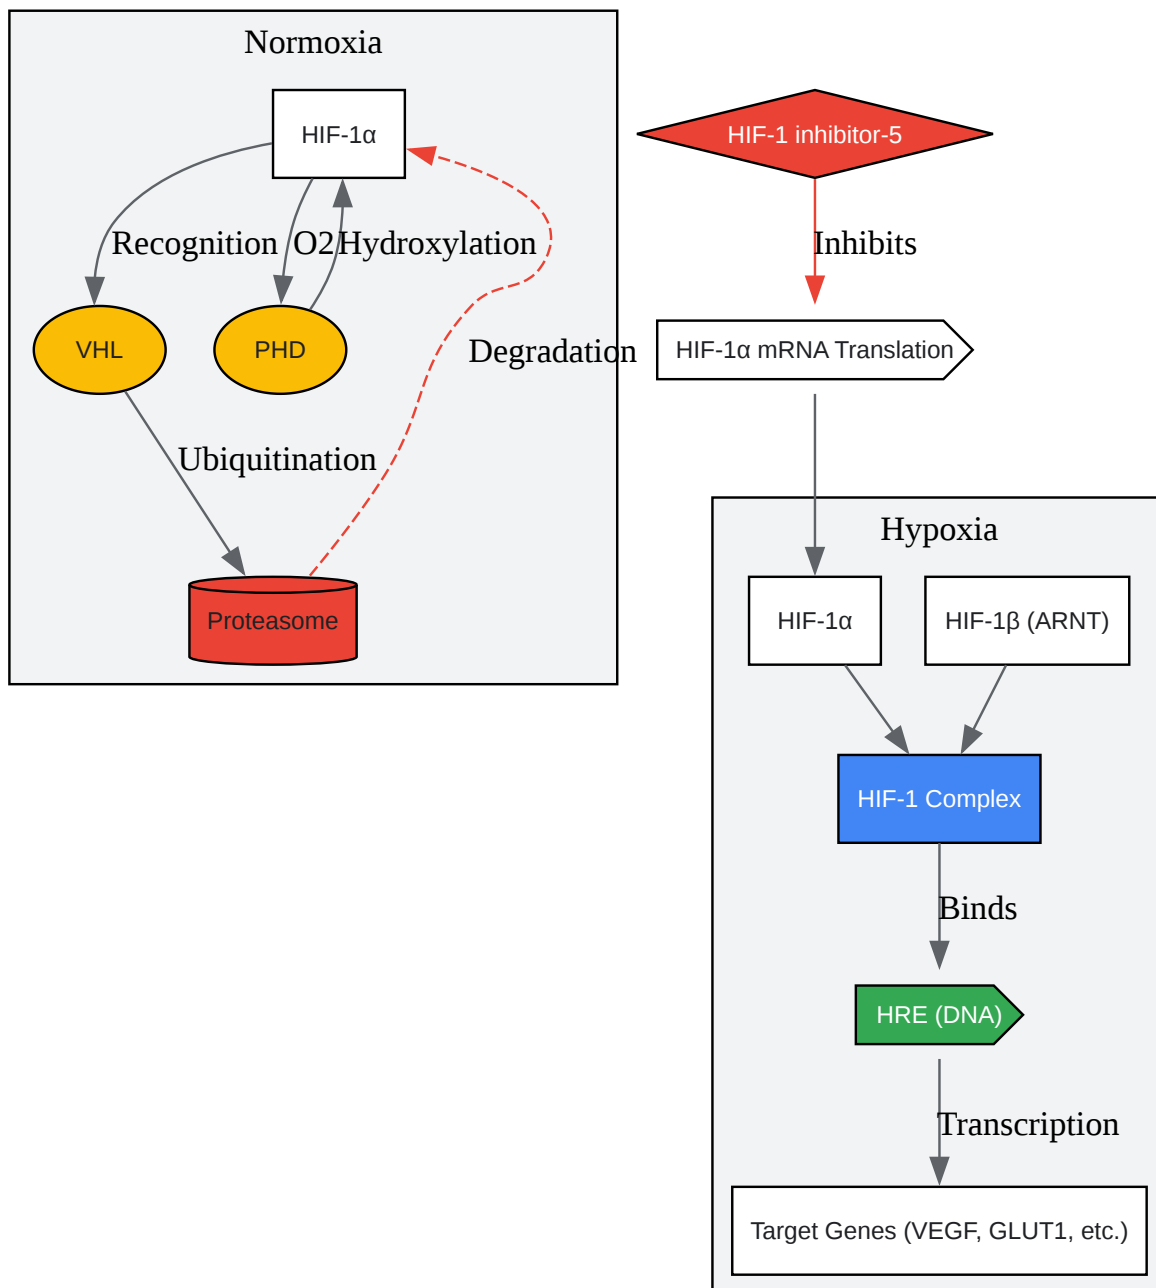 Normoxia
HIF-1α
HIF-1 inhibitor-5
Recognition
O2
Hydroxylation
Inhibits
VHL
PHD
Degradation
HIF-1α mRNA Translation
Ubiquitination
Hypoxia
Proteasome
HIF-1α
HIF-1β (ARNT)
HIF-1 Complex
Binds
HRE (DNA)
Transcription
Target Genes (VEGF, GLUT1, etc.)